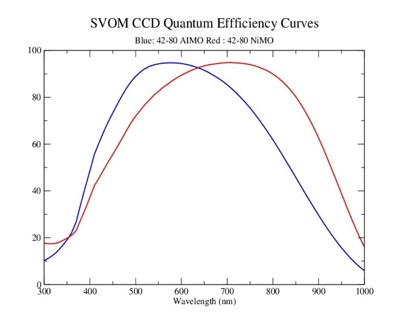 SVOM CCD Quantum Effficiency Curves
Blue: 42-80 AIMO Red : 42-80 NiMO
100
80
60
40
20
0
300 400 500 600 700 800 900 1000
Wavelength (nm)